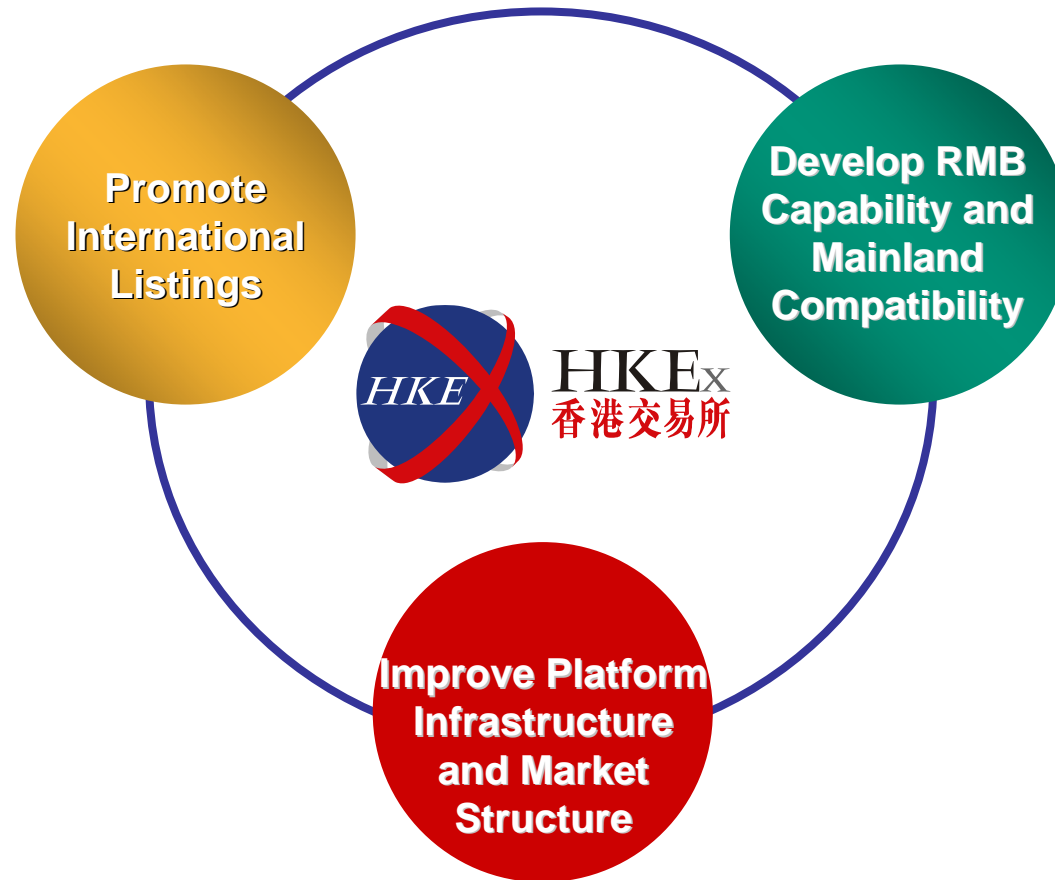 Promote
International
Listings
Develop RMB
Capability and
Mainland
Compatibility
HKEX
HKEx
香港交易所
Improve Platform
Infrastructure
and Market
Structure